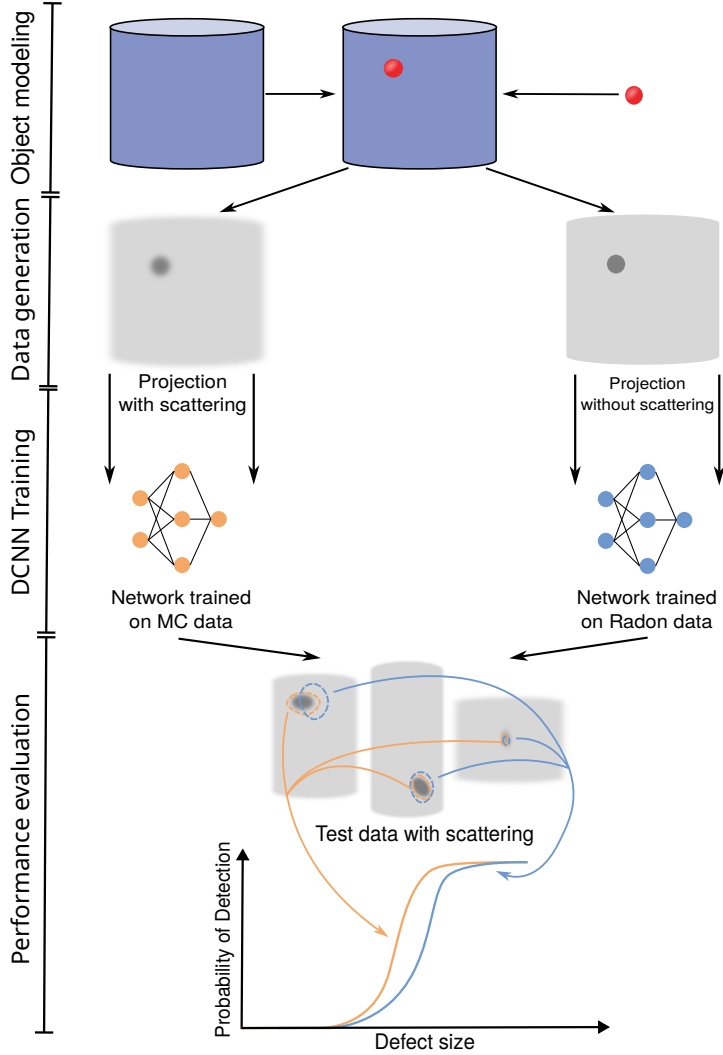 Object modeling
Data generation
Projection
with scattering
Projection
without scattering
DCNN Training
Network trained
on MC data
Network trained
on Radon data
Performance evaluation
Test data with scattering
Probability of Detection
Defect size